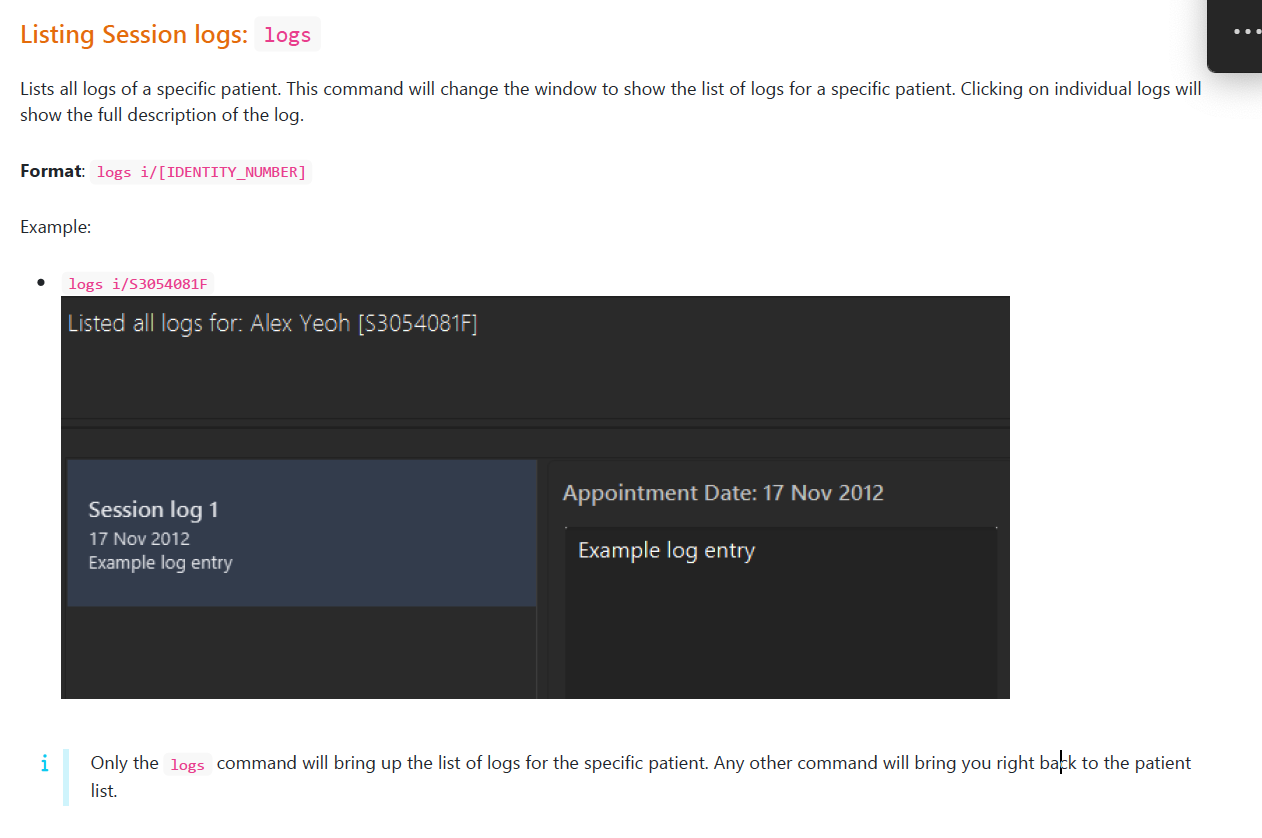 Listing Session logs: logs
Lists all logs of a specific patient. This command will change the window to show the list of logs for a specific patient. Clicking on individual logs will
show the full description of the log.
Format: logs i/[IDENTITY_NUMBER]
Example:
logs i/S3054081F
Listed all logs for: Alex Yeoh [S3054081F]
Session log 1
17 Nov 2012
Example log entry
Appointment Date: 17 Nov 2012
Example log entry
Only the logs command will bring up the list of logs for the specific patient. Any other command will bring you right back to the patient
list.